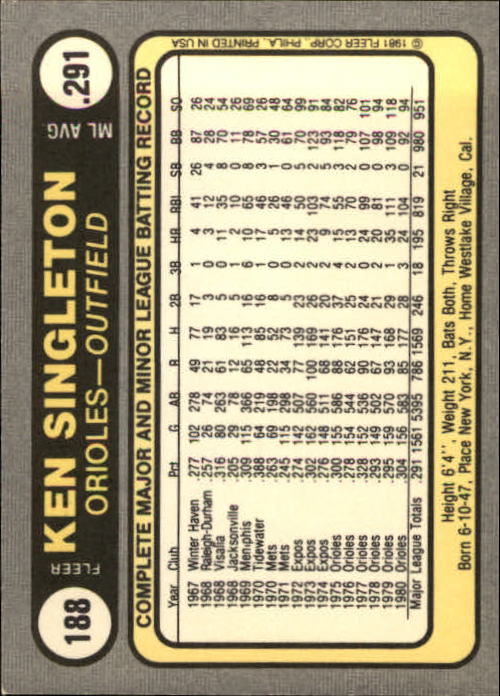 188 FLEER KEN SINGLETON ML AVG .291
ORIOLES—OUTFIELD
COMPLETE MAJOR AND MINOR LEAGUE BATTING RECORD
Year Club Pct G AB R H 2B 3B HR RBI SB BB SO
1967 Winter Haven .277 102 278 49 77 17 1 4 41 26 87 26
1968 Raleigh-Durham .257 26 74 21 19 3 0 3 12 4 28 24
1968 Visalia .316 80 263 61 83 5 4 11 35 8 70 54
1968 Jacksonville .205 29 78 12 16 5 0 1 10 0 11 26
1969 Memphis .309 115 366 65 113 16 6 10 65 8 78 69
1970 Tidewater .388 64 219 48 85 16 1 17 46 3 57 26
1970 Mets .263 69 198 22 52 8 0 5 26 1 30 48
1971 Mets .245 115 298 34 73 5 0 13 46 0 61 64
1972 Expos .274 142 507 77 139 23 2 14 50 5 70 99
1973 Expos .302 162 560 100 169 26 2 23 103 2 123 91
1974 Expos .276 148 511 68 141 20 2 9 74 5 93 84
1975 Orioles .300 155 586 88 176 37 4 15 55 3 118 82
1976 Orioles .278 154 544 62 151 25 2 13 70 2 79 76
1977 Orioles .328 152 536 90 176 24 0 24 99 0 107 101
1978 Orioles .293 149 502 67 147 21 2 20 81 0 98 94
1979 Orioles .295 159 570 93 168 29 1 35 111 3 109 118
1980 Orioles .304 156 583 85 177 28 3 24 104 0 92 94
Major League Totals .291 1561 5395 786 1569 246 18 195 819 21 980 951
Height 6'4", Weight 211, Bats Both, Throws Right
Born 6-10-47, Place New York, N.Y., Home Westlake Village, Cal.
© 1981 FLEER CORP., PHILA., PRINTED IN USA